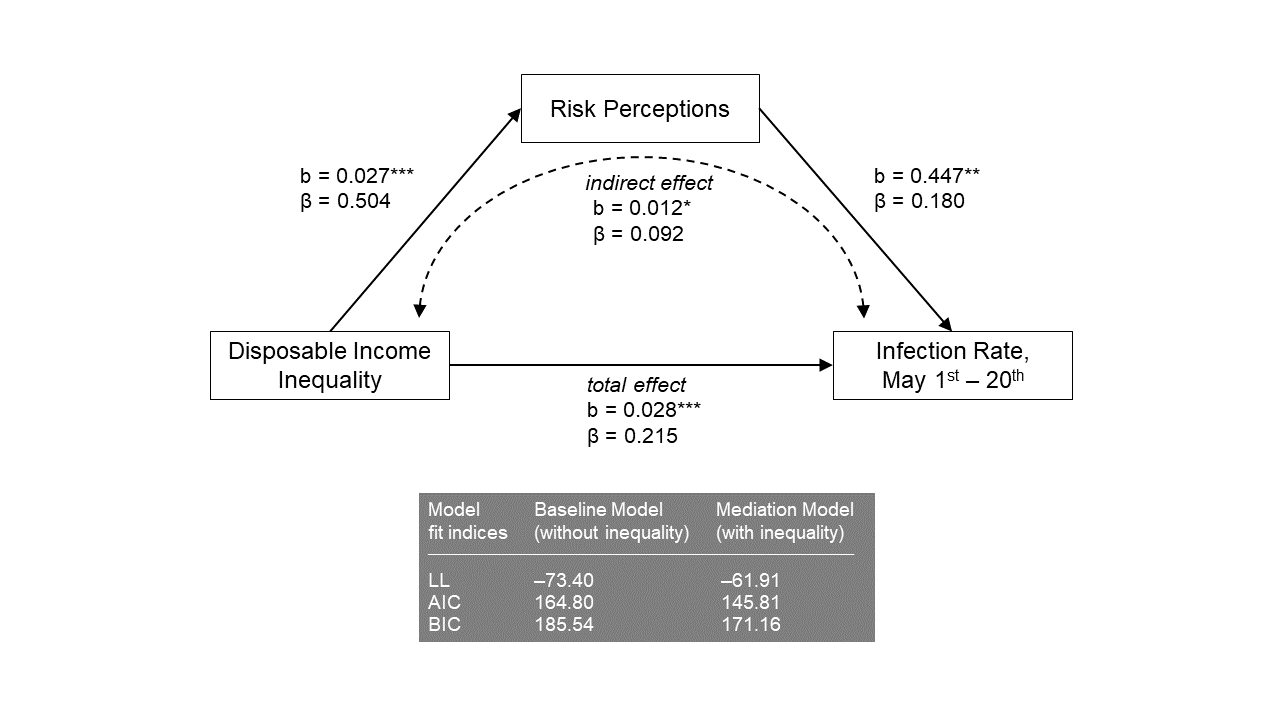 Risk Perceptions
b = 0.027***
β = 0.504
indirect effect
b = 0.012*
β = 0.092
b = 0.447**
β = 0.180
Disposable Income
Inequality
total effect
b = 0.028***
β = 0.215
Infection Rate,
May 1st – 20th
Model Baseline Model Mediation Model
fit indices (without inequality) (with inequality)
LL –73.40 –61.91
AIC 164.80 145.81
BIC 185.54 171.16